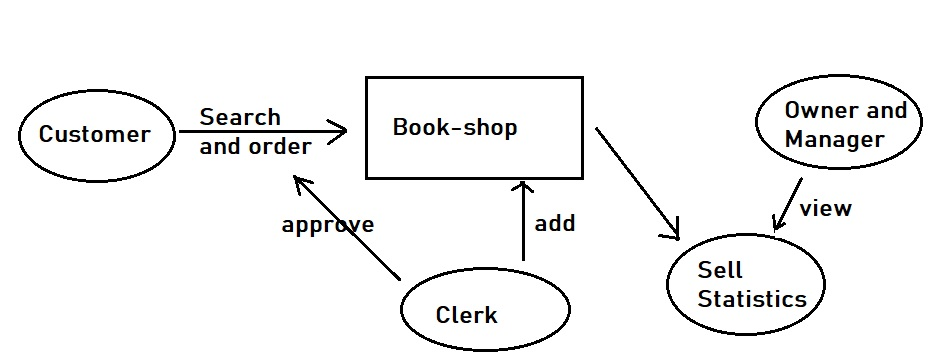 Customer
Search
and order
Book-shop
Owner and
Manager
approve
add
view
Clerk
Sell
Statistics